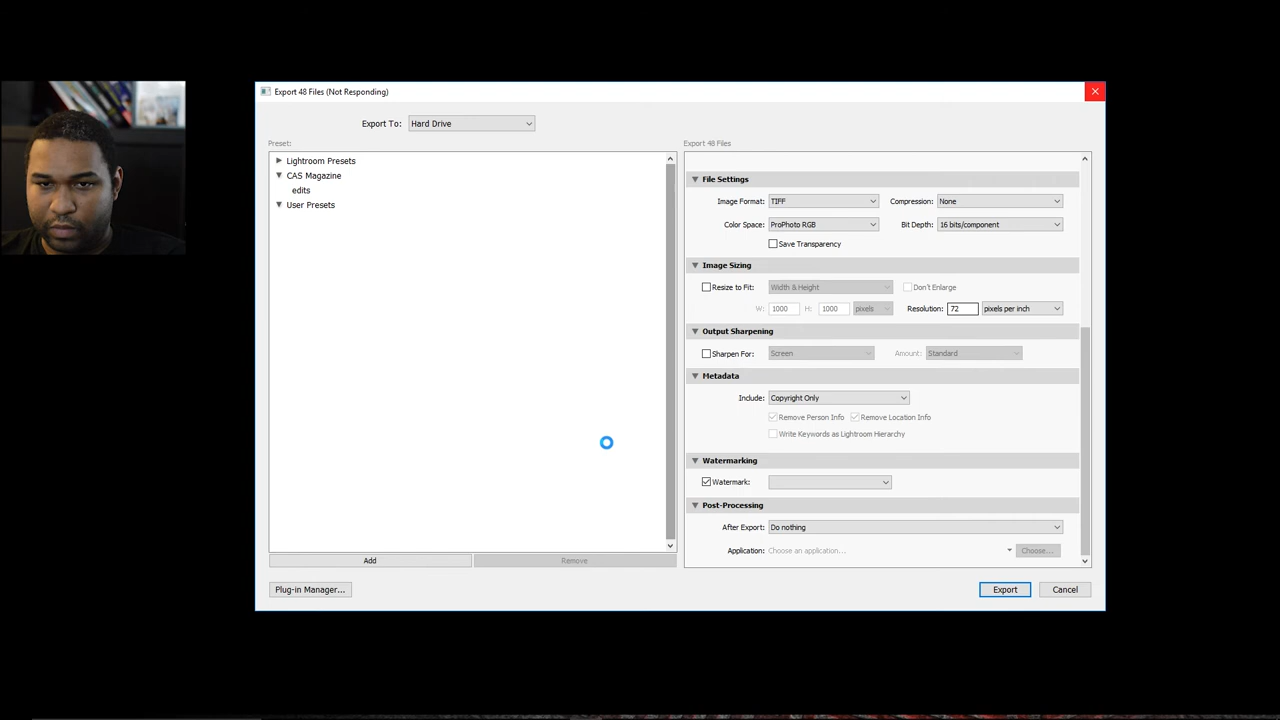 Export 48 Files (Not Responding)
Export To: Hard Drive
Preset:
Lightroom Presets
CAS Magazine
edits
User Presets
Add Remove
Plug-in Manager...
Export 48 Files
File Settings
Image Format: TIFF Compression: None
Color Space: ProPhoto RGB Bit Depth: 16 bits/component
Save Transparency
Image Sizing
Resize to Fit: Width & Height Don't Enlarge
W: 1000 H: 1000 pixels Resolution: 72 pixels per inch
Output Sharpening
Sharpen For: Screen Amount: Standard
Metadata
Include: Copyright Only
Remove Person Info Remove Location Info
Write Keywords as Lightroom Hierarchy
Watermarking
Watermark:
Post-Processing
After Export: Do nothing
Application: Choose an application... Choose...
Export Cancel